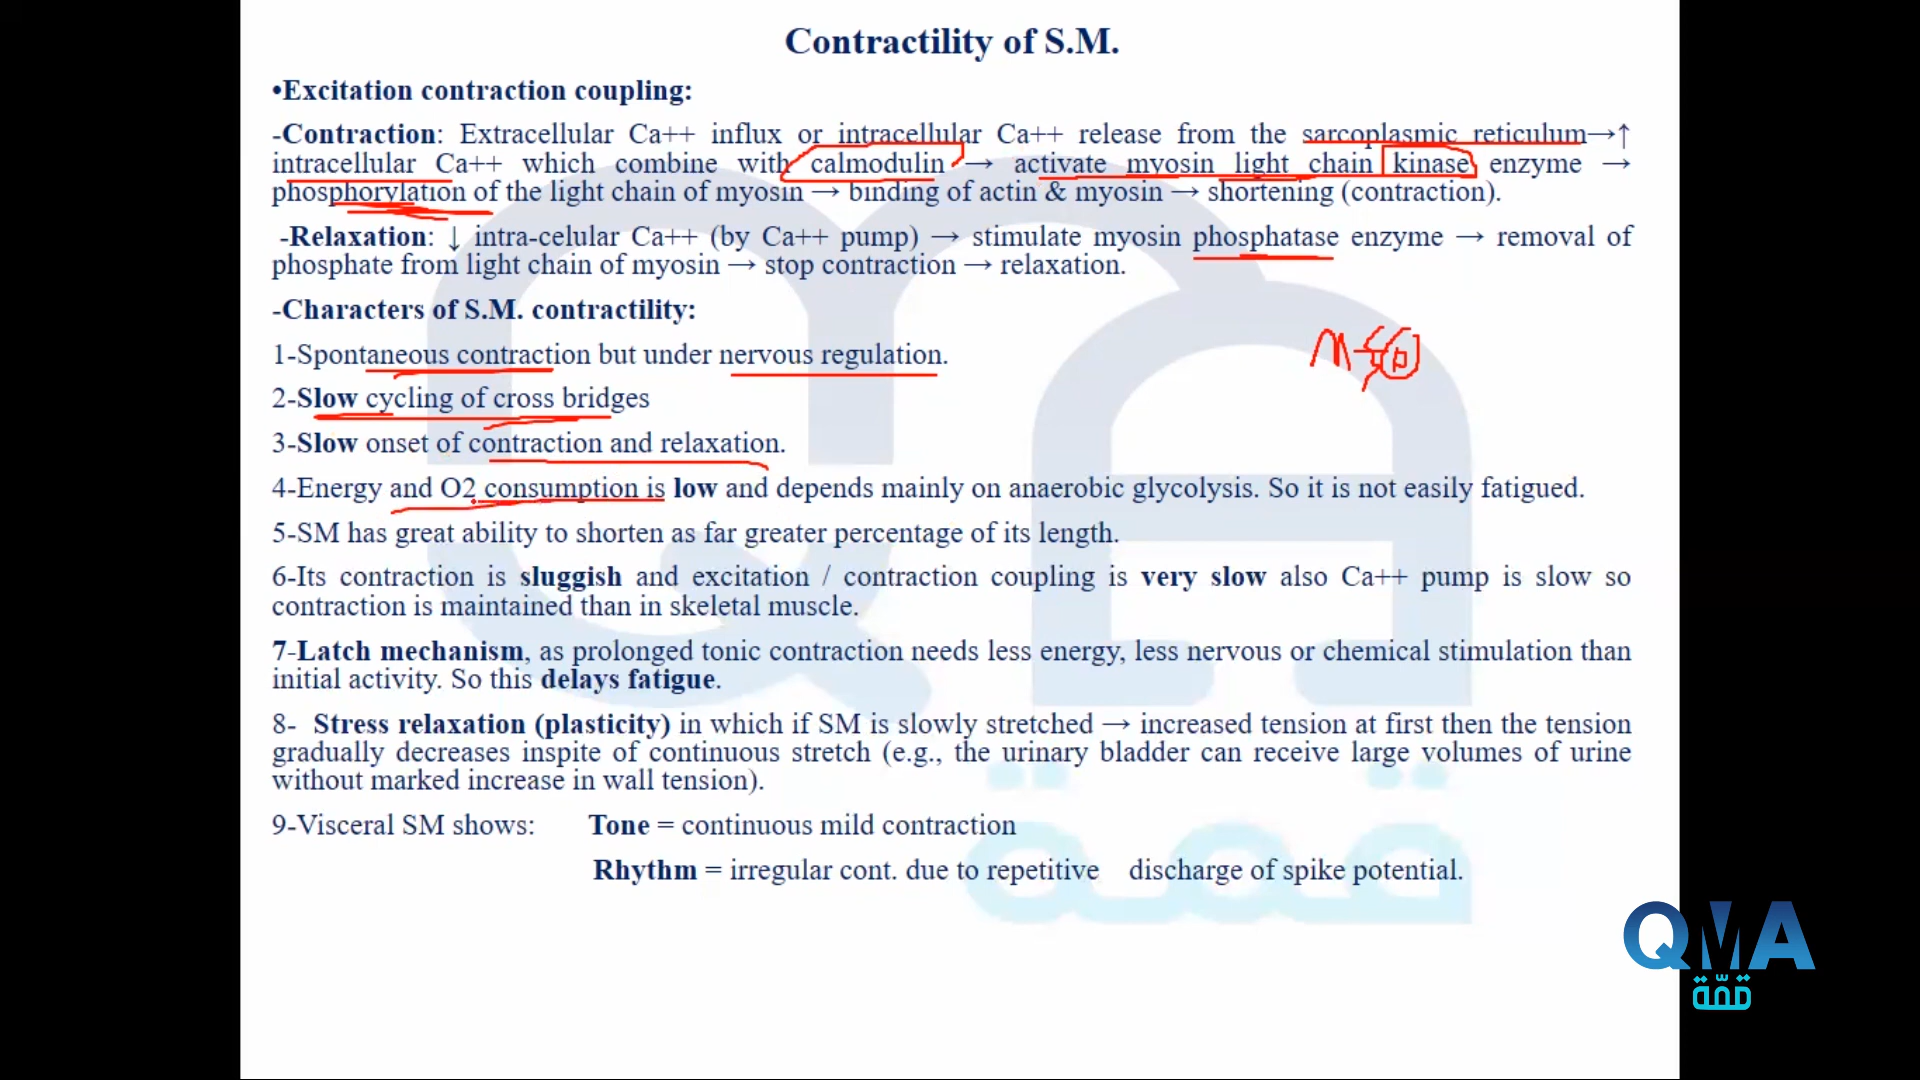 Contractility of S.M.
•Excitation contraction coupling:
-Contraction: Extracellular Ca++ influx or intracellular Ca++ release from the sarcoplasmic reticulum→↑
intracellular Ca++ which combine with calmodulin → activate myosin light chain kinase enzyme →
phosphorylation of the light chain of myosin → binding of actin & myosin → shortening (contraction).
-Relaxation: ↓ intra-celular Ca++ (by Ca++ pump) → stimulate myosin phosphatase enzyme → removal of
phosphate from light chain of myosin → stop contraction → relaxation.
-Characters of S.M. contractility:
1-Spontaneous contraction but under nervous regulation.
2-Slow cycling of cross bridges
3-Slow onset of contraction and relaxation.
4-Energy and O2 consumption is low and depends mainly on anaerobic glycolysis. So it is not easily fatigued.
5-SM has great ability to shorten as far greater percentage of its length.
6-Its contraction is sluggish and excitation / contraction coupling is very slow also Ca++ pump is slow so
contraction is maintained than in skeletal muscle.
7-Latch mechanism, as prolonged tonic contraction needs less energy, less nervous or chemical stimulation than
initial activity. So this delays fatigue.
8- Stress relaxation (plasticity) in which if SM is slowly stretched → increased tension at first then the tension
gradually decreases inspite of continuous stretch (e.g., the urinary bladder can receive large volumes of urine
without marked increase in wall tension).
9-Visceral SM shows: Tone = continuous mild contraction
Rhythm = irregular cont. due to repetitive discharge of spike potential.
قمة
QMA
قمّة